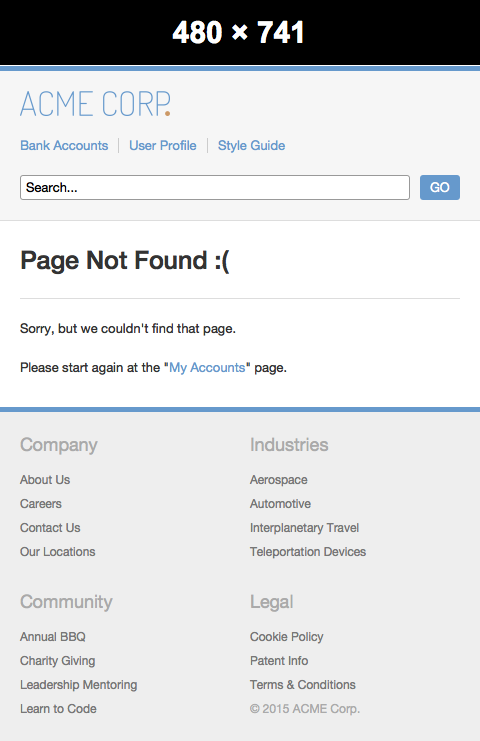 480 × 741
ACME CORP.
Bank Accounts User Profile Style Guide
Search... GO
Page Not Found :(
Sorry, but we couldn't find that page.
Please start again at the "My Accounts" page.
Company
About Us
Careers
Contact Us
Our Locations
Industries
Aerospace
Automotive
Interplanetary Travel
Teleportation Devices
Community
Annual BBQ
Charity Giving
Leadership Mentoring
Learn to Code
Legal
Cookie Policy
Patent Info
Terms & Conditions
© 2015 ACME Corp.